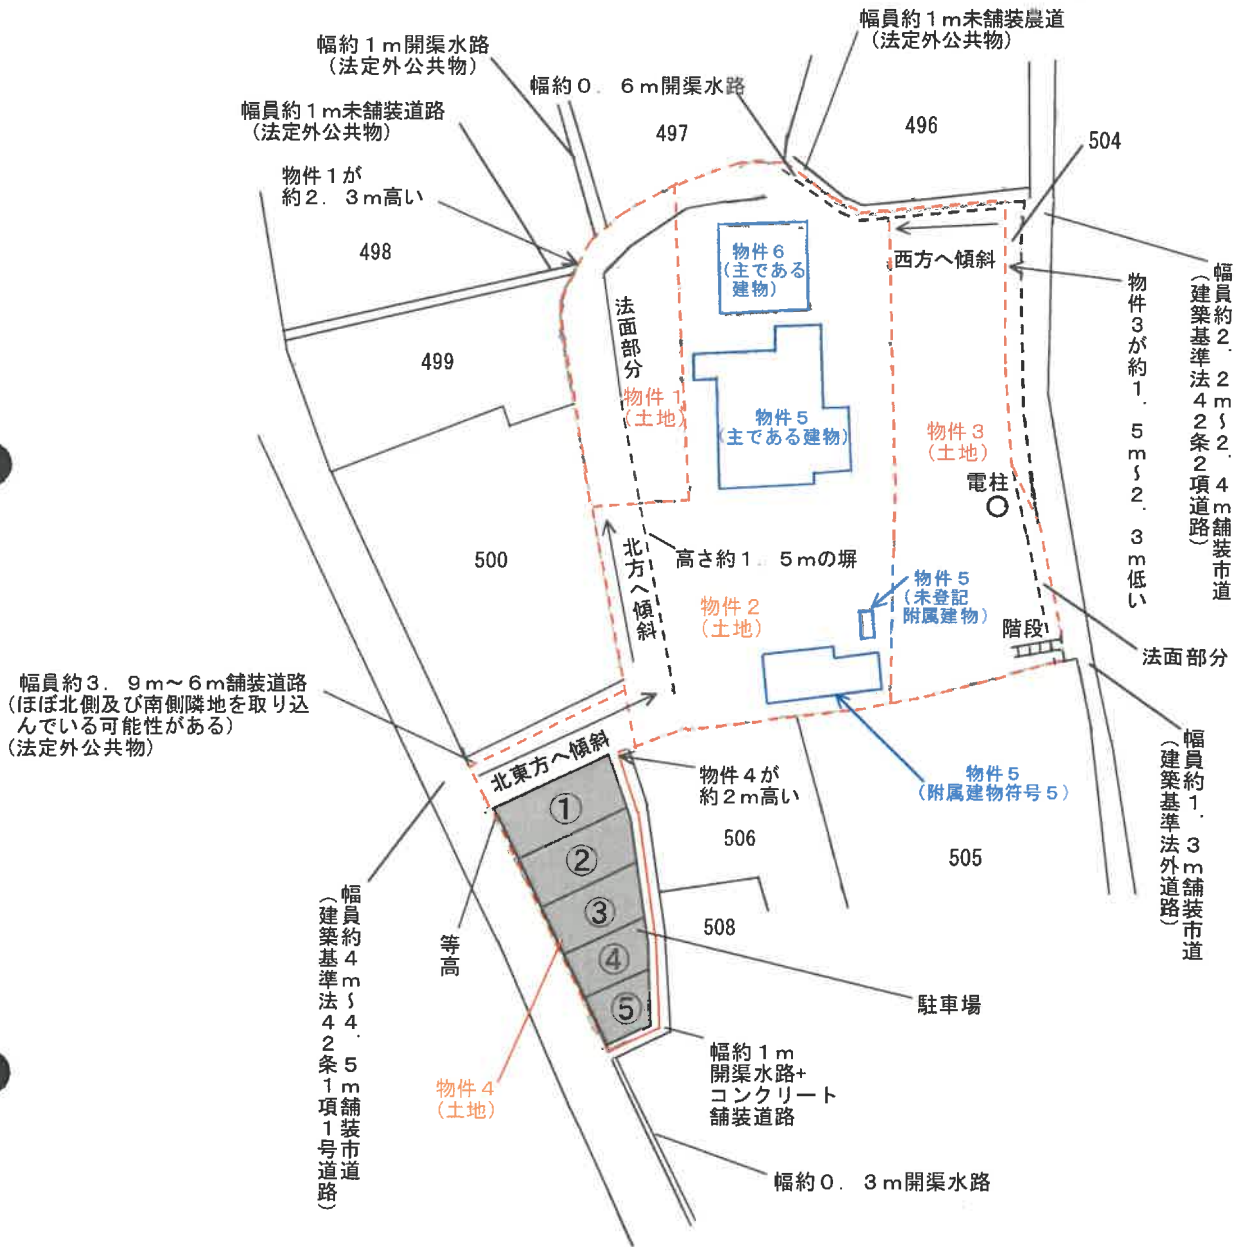 幅員約１ｍ未舗装農道
(法定外公共物)
幅約１ｍ開渠水路
(法定外公共物)
幅約０．６ｍ開渠水路
幅員約１ｍ未舗装道路
(法定外公共物)
497
496
504
物件１が
約２．３ｍ高い
498
物件６
(主である
建物)
西方へ傾斜
法面部分
499
物件１
(土地)
物件５
(主である建物)
物件３
(土地)
電柱
物件３が約１．５ｍ～２．３ｍ低い
幅員約２．２ｍ～２．４ｍ舗装市道
(建築基準法４２条２項道路)
500
北方へ傾斜
高さ約１．５ｍの塀
物件２
(土地)
物件５
(未登記
附属建物)
階段
法面部分
幅員約３．９ｍ～６ｍ舗装道路
(ほぼ北側及び南側隣地を取り込
んでいる可能性がある)
(法定外公共物)
北東方へ傾斜
物件４が
約２ｍ高い
物件５
(附属建物符号５)
幅員約１．３ｍ舗装市道
(建築基準法外道路)
①
②
③
④
⑤
506
505
508
等高
幅員約４ｍ～４．５ｍ舗装市道
(建築基準法４２条１項１号道路)
駐車場
物件４
(土地)
幅約１ｍ
開渠水路+
コンクリート
舗装道路
幅約０．３ｍ開渠水路